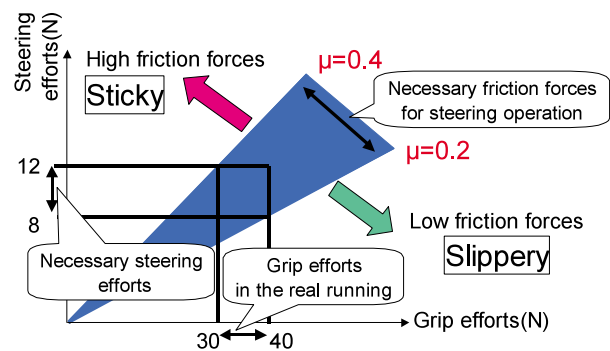 Steering
efforts(N)
High friction forces
Sticky
μ=0.4
Necessary friction forces
for steering operation
μ=0.2
12
8
Low friction forces
Slippery
Necessary steering
efforts
Grip efforts
in the real running
30
40
Grip efforts(N)